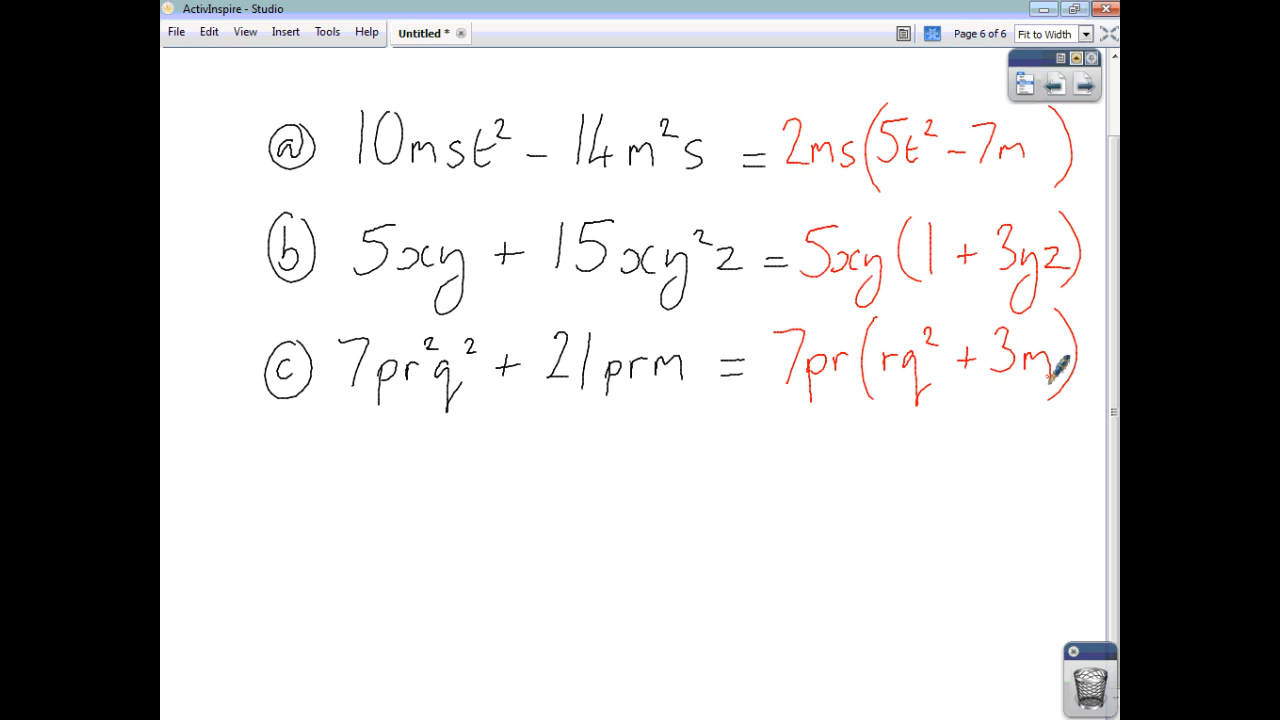 ActivInspire - Studio
File Edit View Insert Tools Help Untitled * Page 6 of 6 Fit to Width
ⓐ 10mst² - 14m²s = 2ms(5t² - 7m)
ⓑ 5xy + 15xy²z = 5xy(1 + 3yz)
ⓒ 7pr²q² + 21prm = 7pr(rq² + 3m)